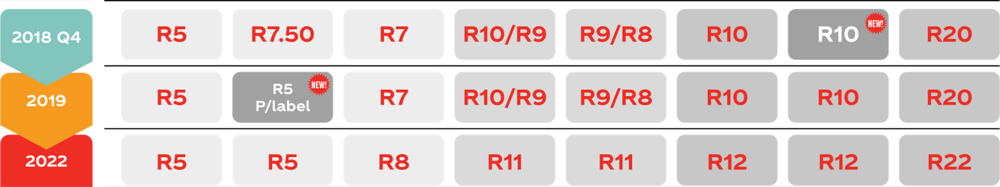 2018 Q4 R5 R7.50 R7 R10/R9 R9/R8 R10 R10 NEW! R20
2019 R5 R5 NEW! R7 R10/R9 R9/R8 R10 R10 R20
P/label
2022 R5 R5 R8 R11 R11 R12 R12 R22